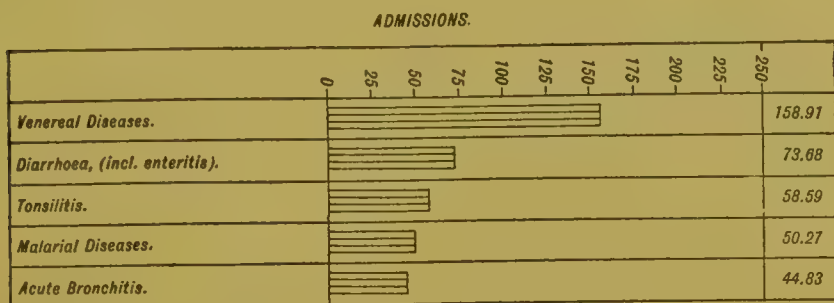 ADMISSIONS.
0 25 50 75 100 125 150 175 200 225 250
Venereal Diseases. 158.91
Diarrhoea, (incl. enteritis). 73.68
Tonsilitis. 58.59
Malarial Diseases. 50.27
Acute Bronchitis. 44.83